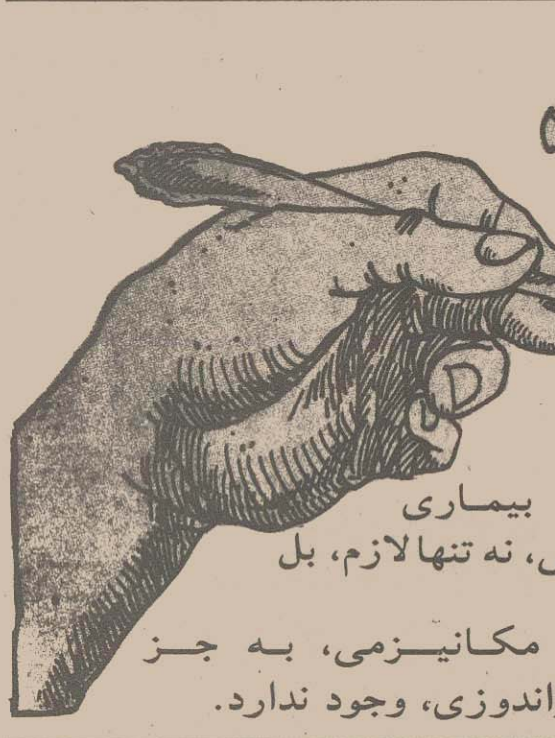 بیماری
، نه تنها لازم، بل
مکانیزمی، به جز
اندوزی، وجود ندارد.